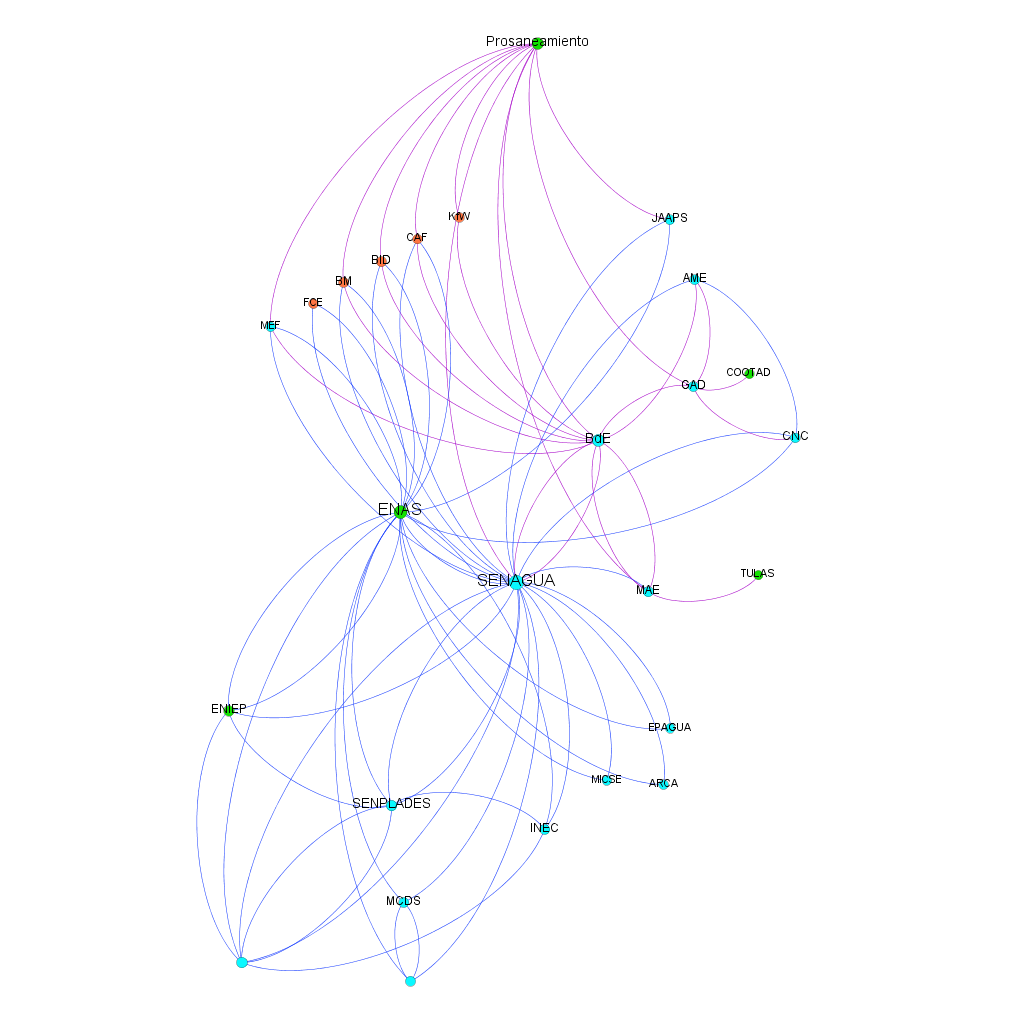 Prosaneamiento
KfW
JAAPS
CAF
BID
AME
BM
FCE
MEF
COOTAD
GAD
CNC
BdE
ENAS
SENAGUA
TULAS
MAE
ENIEP
EPAGUA
MICSE
ARCA
SENPLADES
INEC
MCDS